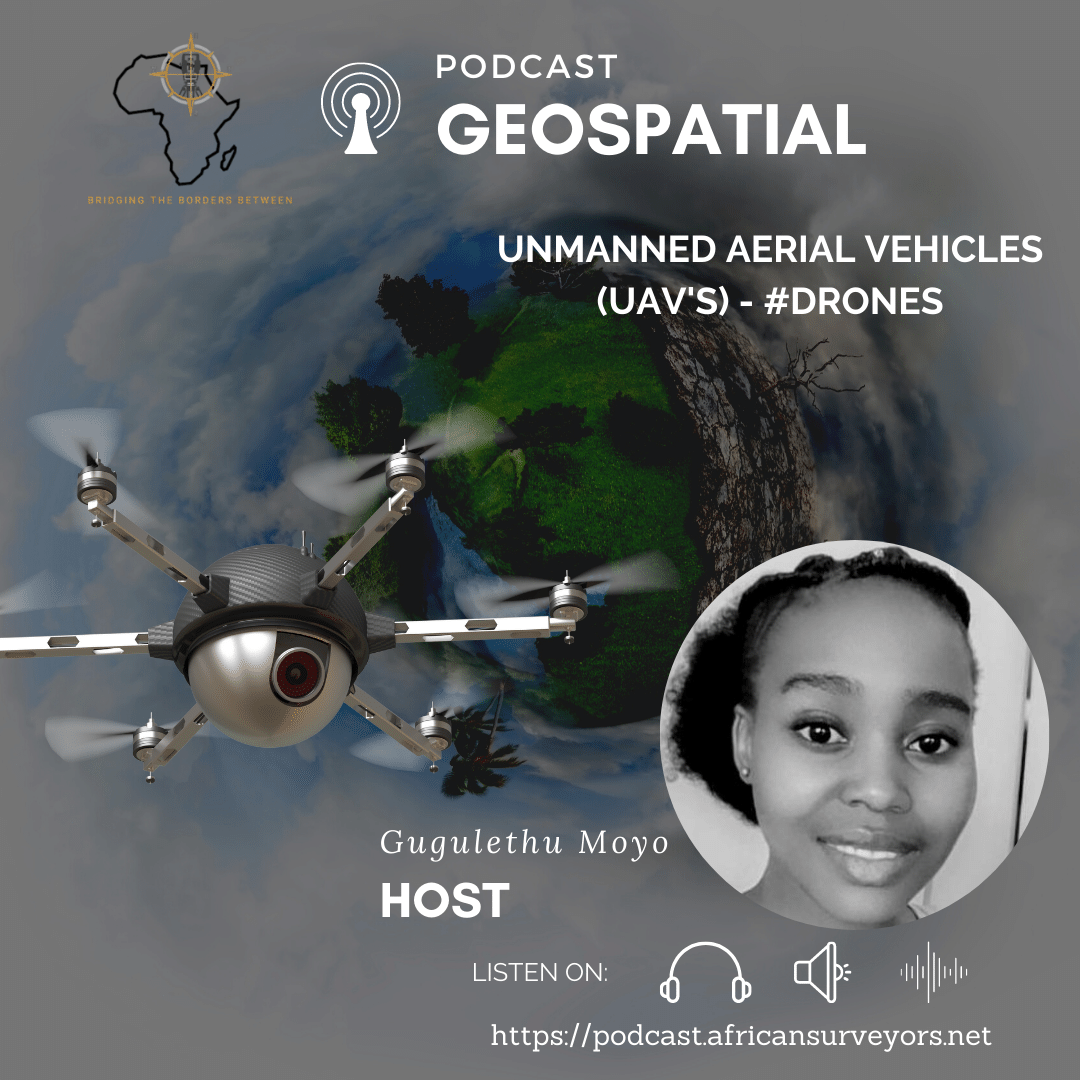 BRIDGING THE BORDERS BETWEEN
PODCAST
GEOSPATIAL
UNMANNED AERIAL VEHICLES
(UAV'S) - #DRONES
Gugulethu Moyo
HOST
LISTEN ON:
https://podcast.africansurveyors.net